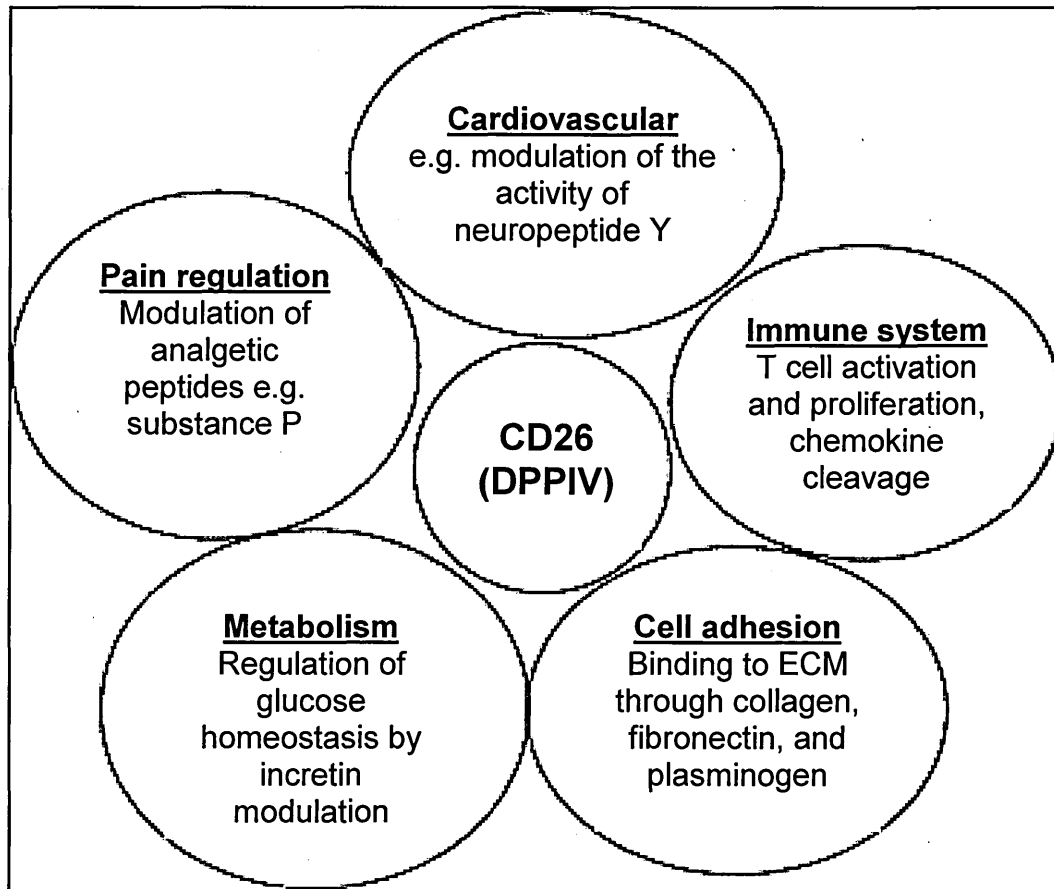 Cardiovascular
e.g. modulation of the
activity of
neuropeptide Y
Pain regulation
Modulation of
analgetic
peptides e.g.
substance P
Immune system
T cell activation
and proliferation,
chemokine
cleavage
CD26
(DPPIV)
Metabolism
Regulation of
glucose
homeostasis by
incretin
modulation
Cell adhesion
Binding to ECM
through collagen,
fibronectin, and
plasminogen